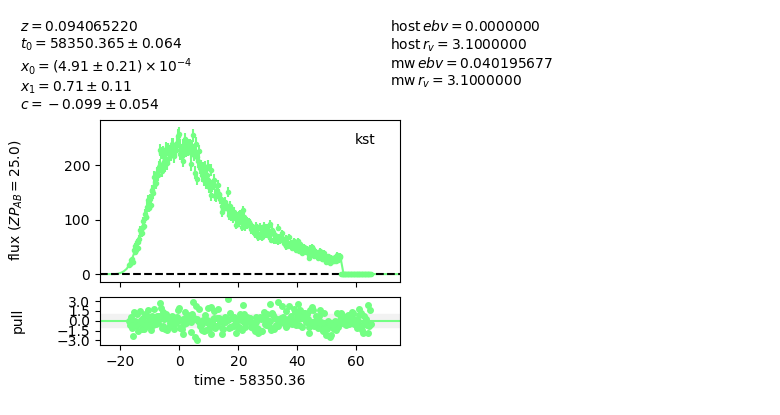 z = 0.094065220
t₀ = 58350.365 ± 0.064
x₀ = (4.91 ± 0.21) × 10⁻⁴
x₁ = 0.71 ± 0.11
c = −0.099 ± 0.054
host ebv = 0.0000000
host r_v = 3.1000000
mw ebv = 0.040195677
mw r_v = 3.1000000
kst
flux (ZP_AB = 25.0)
200
100
0
pull
3.0
1.5
0.0
−1.5
−3.0
−20 0 20 40 60
time - 58350.36